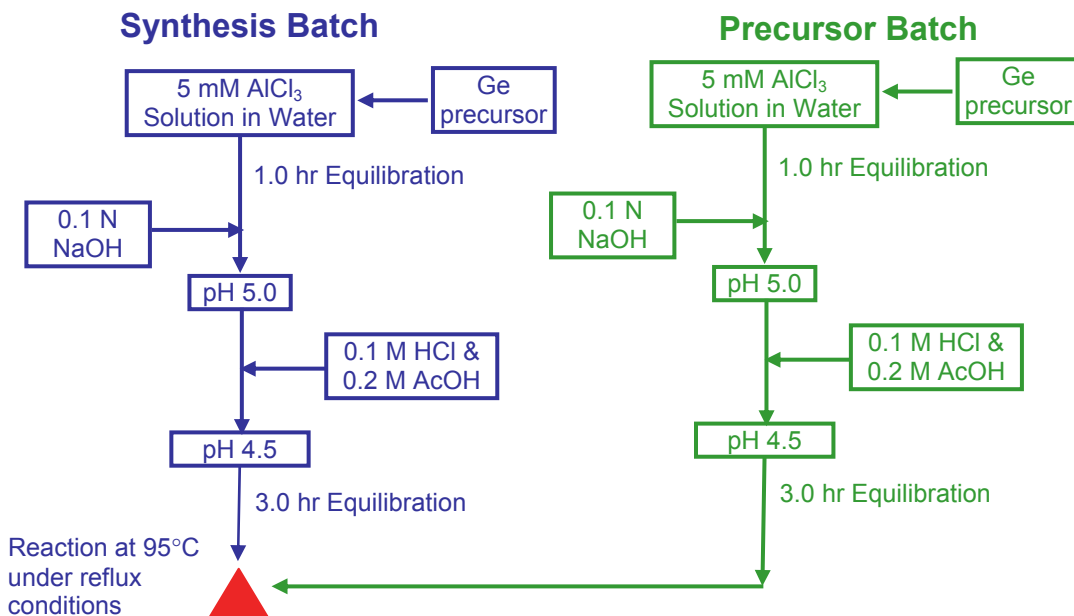 Synthesis Batch
5 mM AlCl₃
Solution in Water
Ge
precursor
1.0 hr Equilibration
0.1 N
NaOH
pH 5.0
0.1 M HCl &
0.2 M AcOH
pH 4.5
3.0 hr Equilibration
Reaction at 95°C
under reflux
conditions
Precursor Batch
5 mM AlCl₃
Solution in Water
Ge
precursor
1.0 hr Equilibration
0.1 N
NaOH
pH 5.0
0.1 M HCl &
0.2 M AcOH
pH 4.5
3.0 hr Equilibration